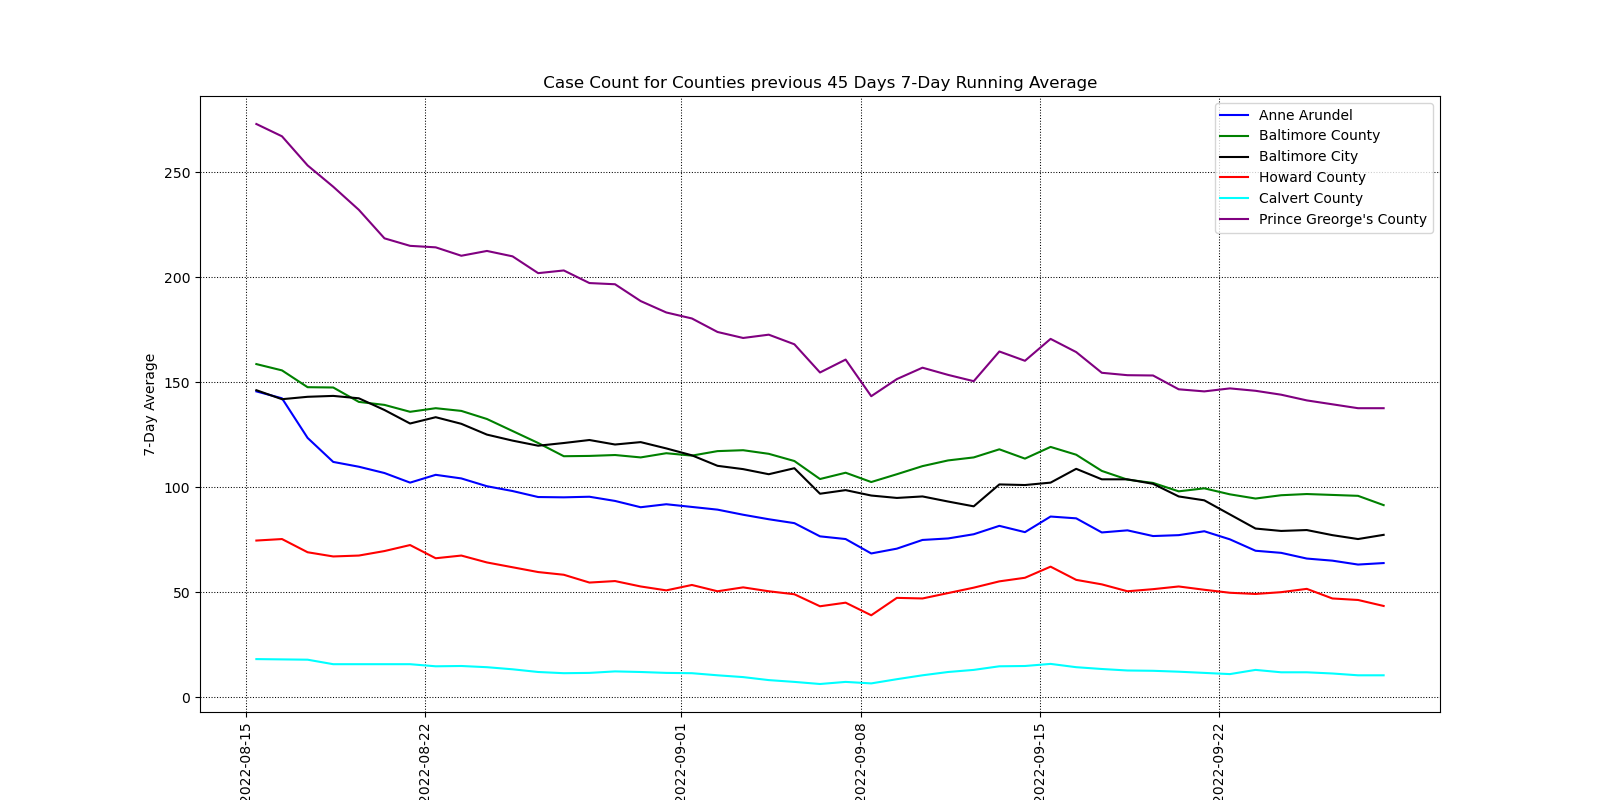 Case Count for Counties previous 45 Days 7-Day Running Average
Anne Arundel
Baltimore County
Baltimore City
Howard County
Calvert County
Prince Greorge's County
7-Day Average
250
200
150
100
50
0
2022-08-15
2022-08-22
2022-09-01
2022-09-08
2022-09-15
2022-09-22